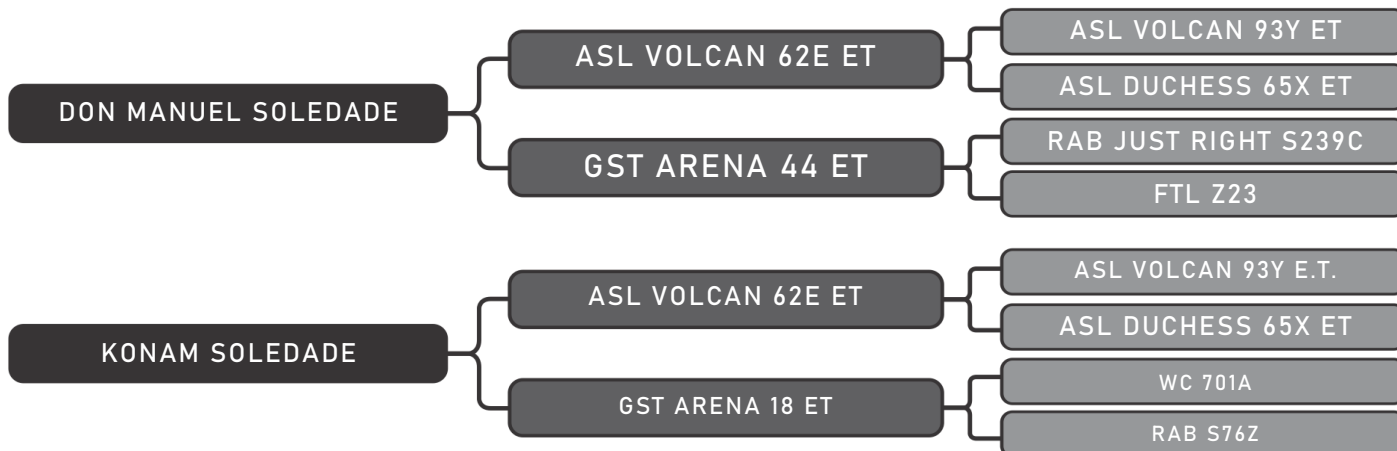 DON MANUEL SOLEDADE
ASL VOLCAN 62E ET
GST ARENA 44 ET
ASL VOLCAN 93Y ET
ASL DUCHESS 65X ET
RAB JUST RIGHT S239C
FTL Z23
KONAM SOLEDADE
ASL VOLCAN 62E ET
GST ARENA 18 ET
ASL VOLCAN 93Y E.T.
ASL DUCHESS 65X ET
WC 701A
RAB S76Z